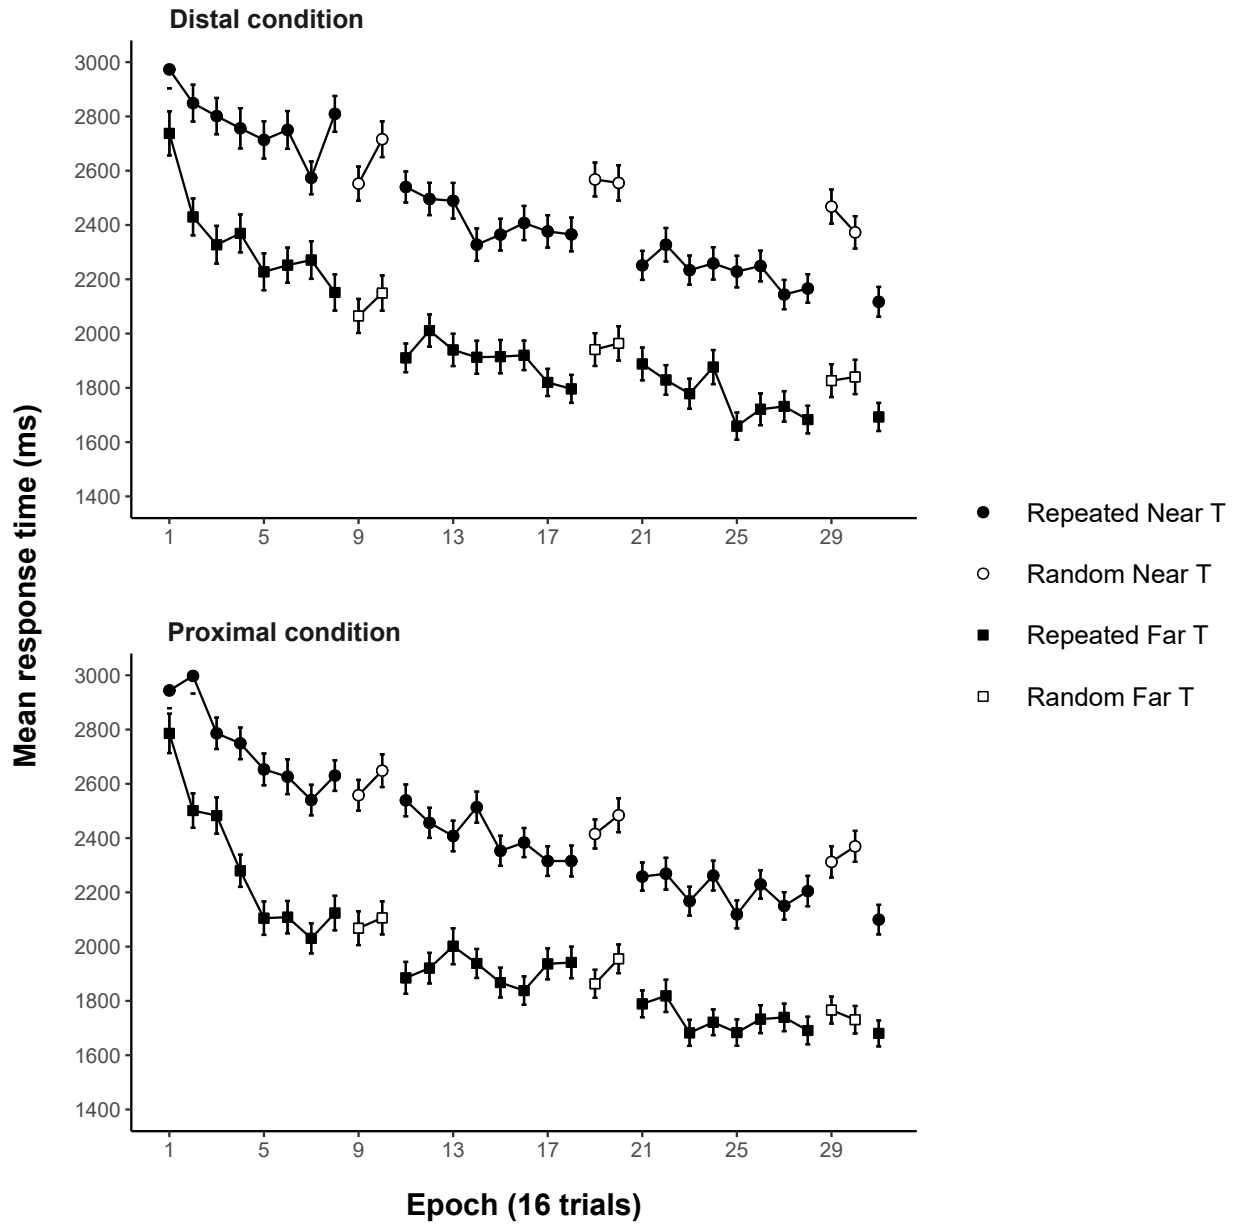 Distal condition
3000
2800
2600
2400
2200
2000
1800
1600
1400
1 5 9 13 17 21 25 29
Mean response time (ms)
Repeated Near T
Random Near T
Repeated Far T
Random Far T
Proximal condition
3000
2800
2600
2400
2200
2000
1800
1600
1400
1 5 9 13 17 21 25 29
Epoch (16 trials)